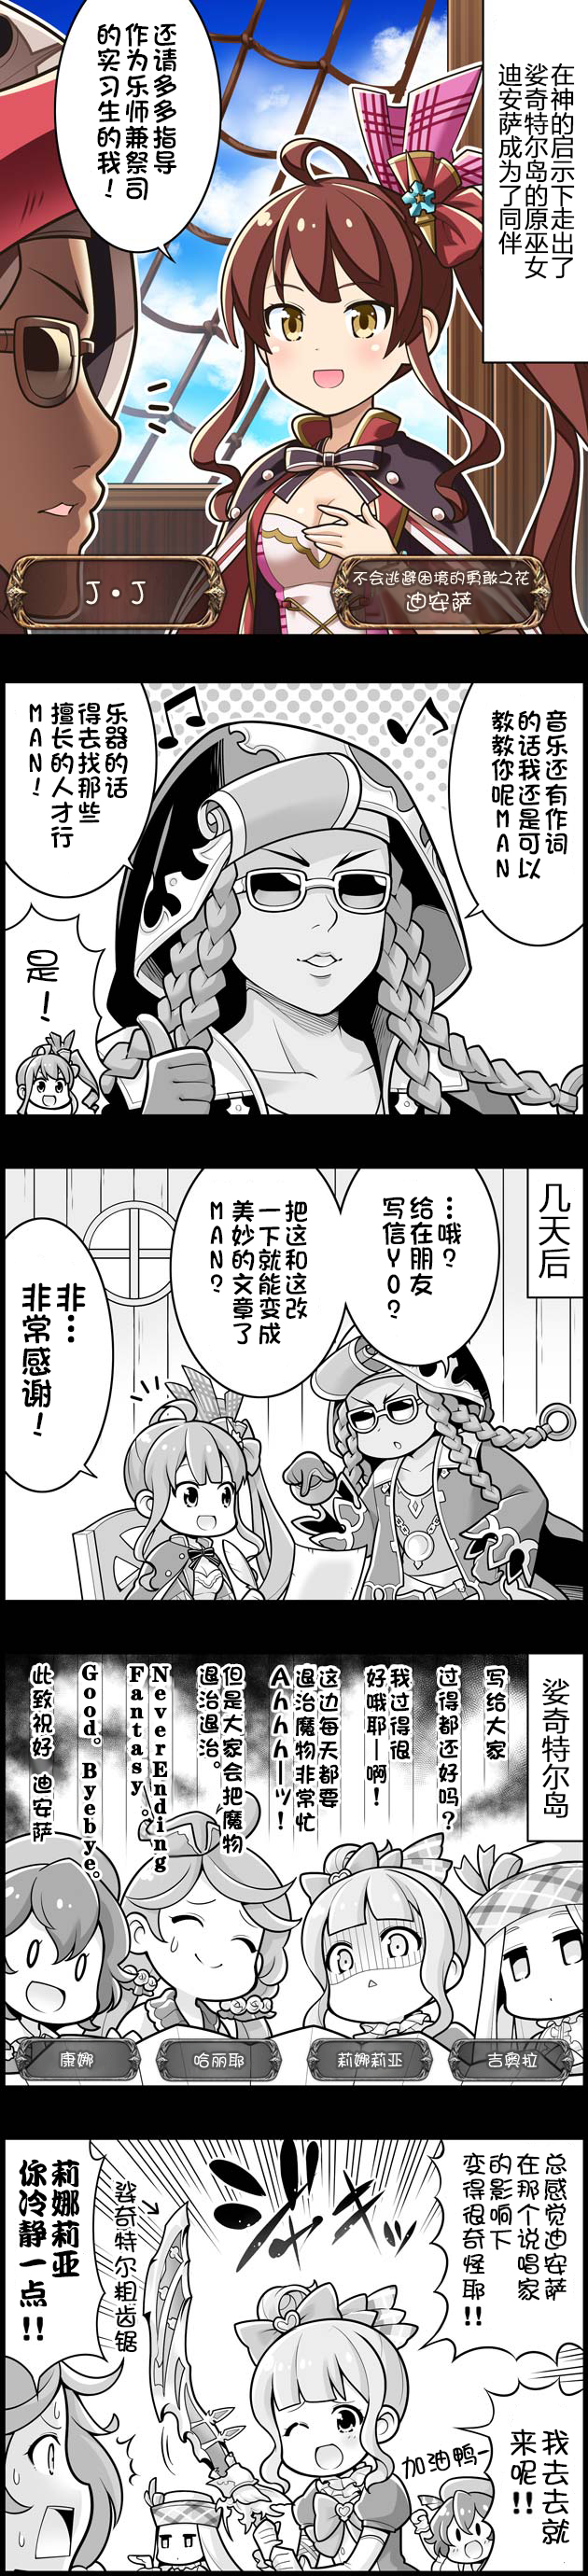 在神的启示下走出了
娑奇特尔岛的原巫女
迪安萨成为了同伴
还请多多指导
作为乐师兼祭司
的实习生的我！
J·J
不会逃避困境的勇敢之花
迪安萨
音乐还有作词
的话我还是可以
教教你呢MAN
乐器的话
得去找那些
擅长的人才行
MAN！
是！
几天后
…哦？
给在朋友
写信YO？
把这和这改
一下就能变成
美妙的文章了
MAN？
非…
非常感谢！
娑奇特尔岛
写给大家
过得都还好吗？
我过得很
好哦耶ー啊！
这边每天都要
退治魔物非常忙
Ahhhーッ！
但是大家会把魔物
退治退治。
NeverEnding
Fantasy。
Good。Byebye。
此致祝好 迪安萨
康娜
哈丽耶
莉娜莉亚
吉奥拉
总感觉迪安萨
在那个说唱家
的影响下
变得很奇怪耶！！
我去去就
来呢！！
娑奇特尔粗齿锯
莉娜莉亚
你冷静一点！！
加油鸭ー